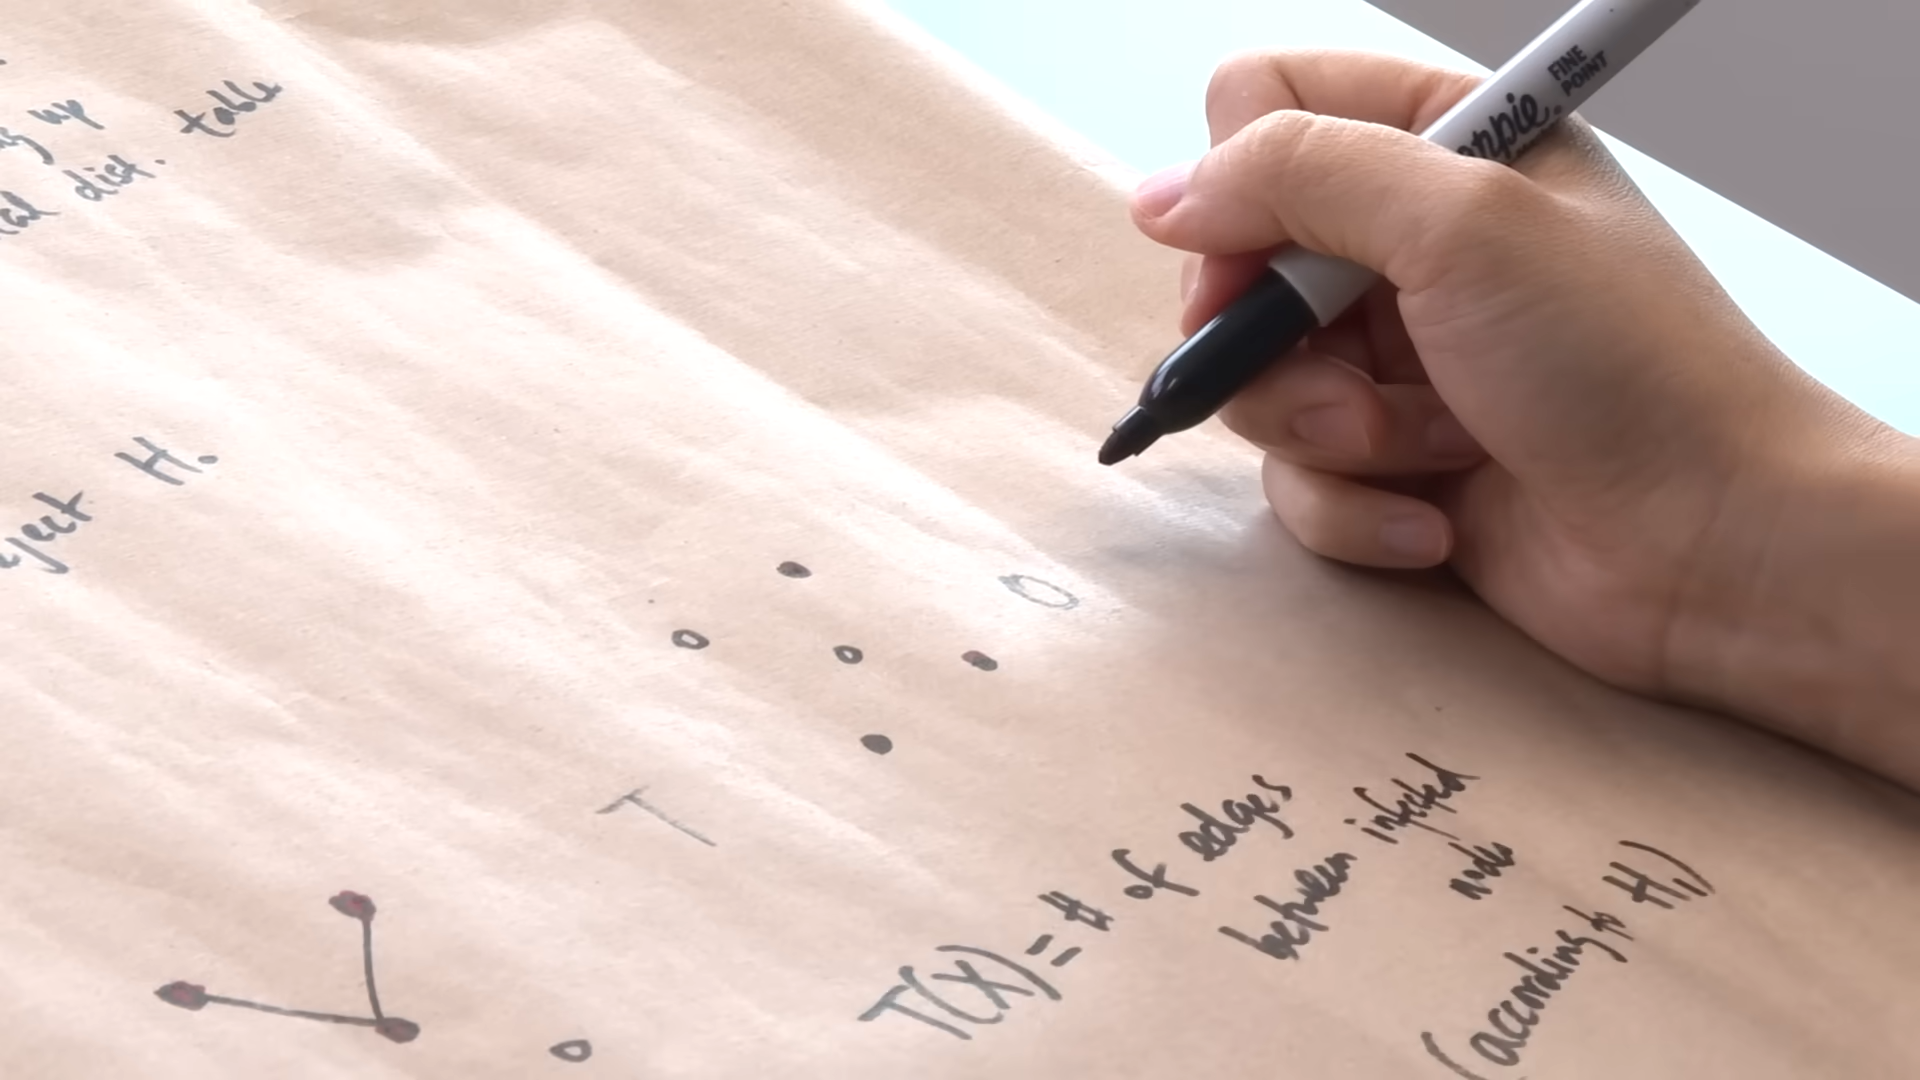 up
dist. table
H.
T
O
T(X) = # of edges
between infected
nodes
(according to H₁)
Sharpie.
FINE
POINT